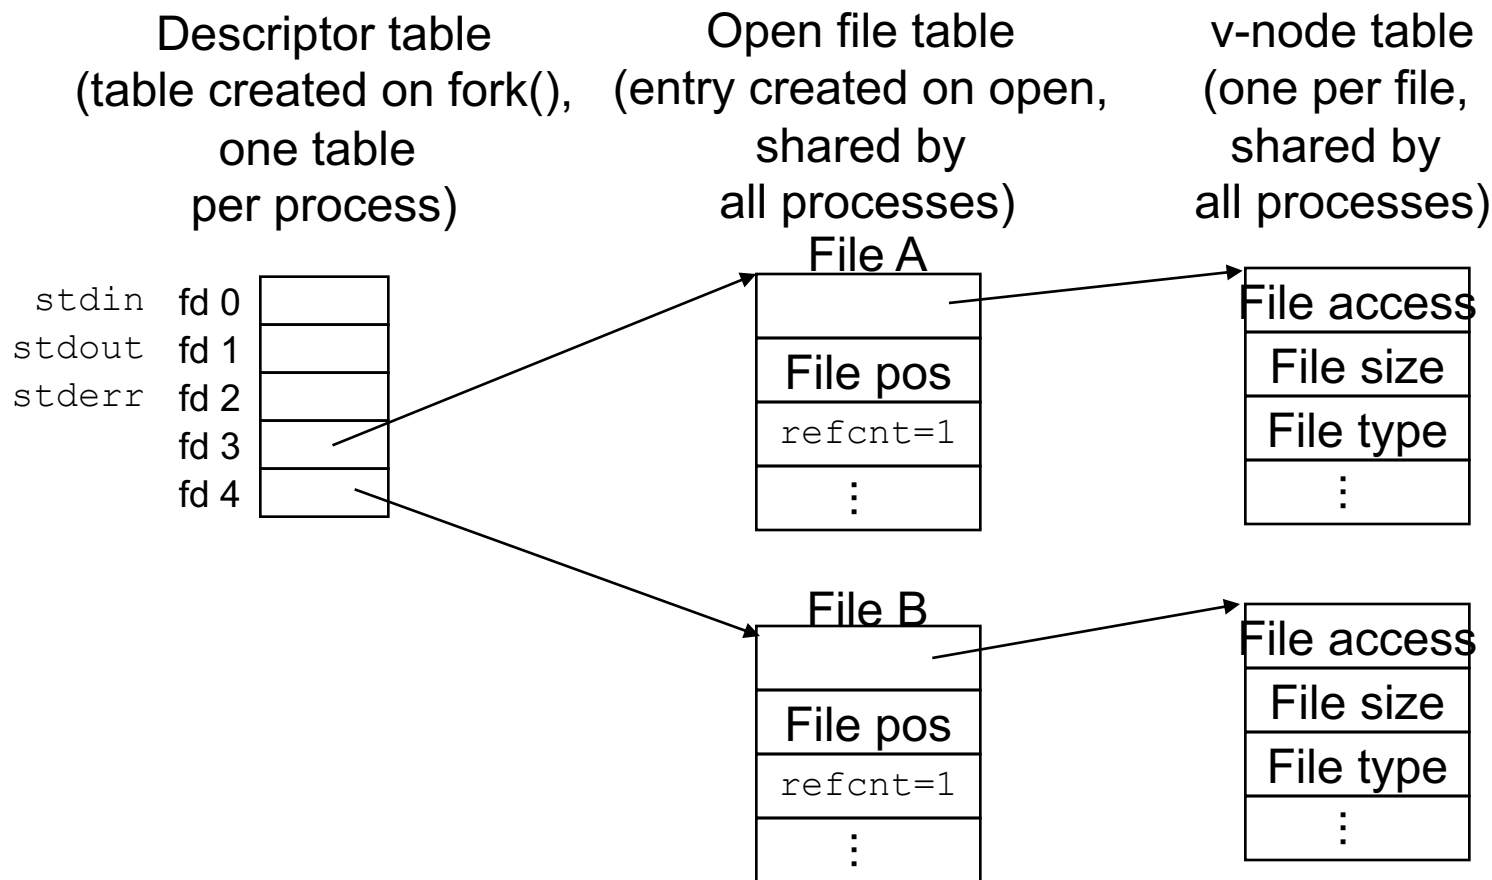 Descriptor table
(table created on fork(),
one table
per process)
Open file table
(entry created on open,
shared by
all processes)
v-node table
(one per file,
shared by
all processes)
stdin fd 0
stdout fd 1
stderr fd 2
fd 3
fd 4
File A
File pos
refcnt=1
⋮
File access
File size
File type
⋮
File B
File pos
refcnt=1
⋮
File access
File size
File type
⋮